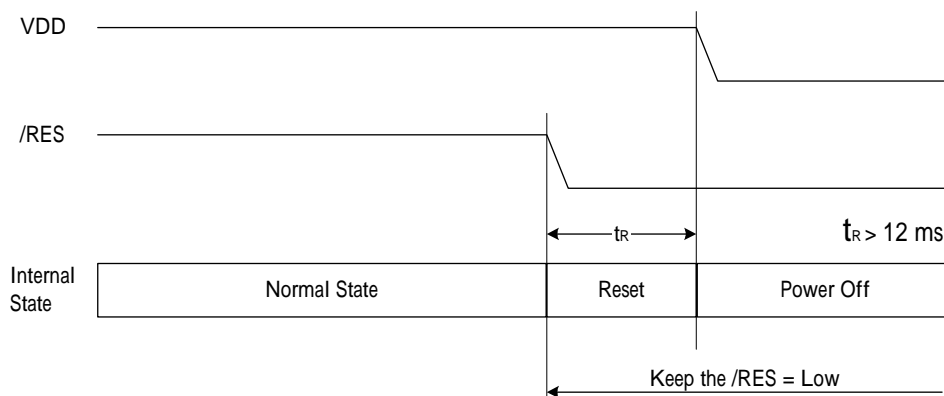 VDD
/RES
tR
tR > 12 ms
Internal
State
Normal State
Reset
Power Off
Keep the /RES = Low